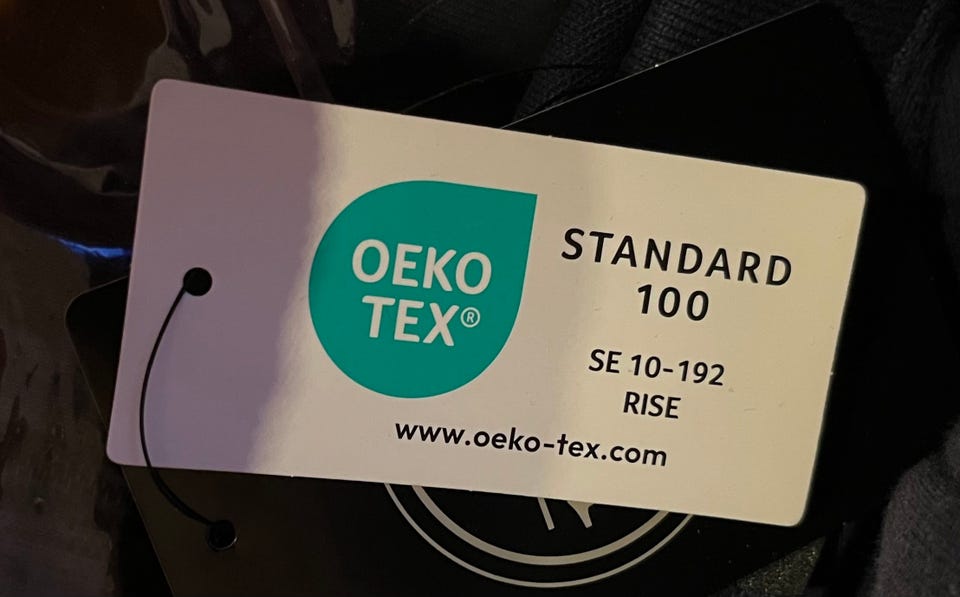 OEKO
TEX®
STANDARD
100
SE 10-192
RISE
www.oeko-tex.com